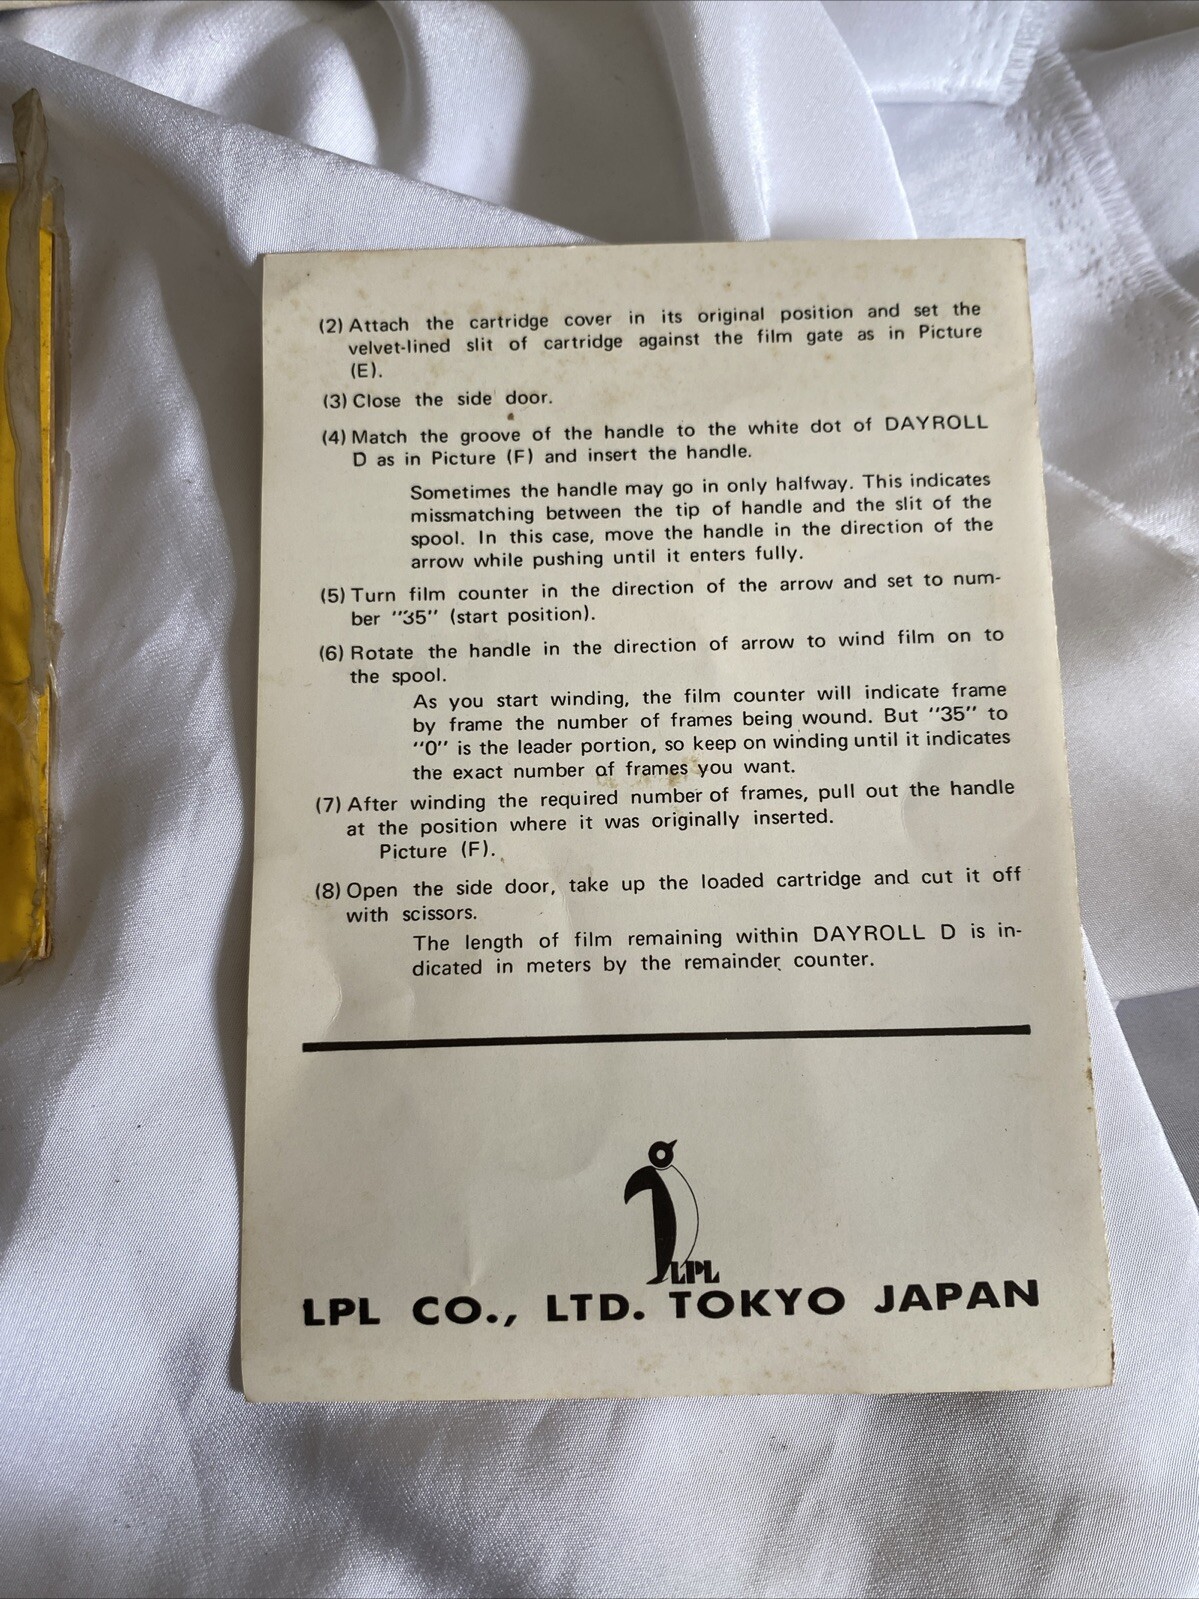 (2) Attach the cartridge cover in its original position and set the
velvet-lined slit of cartridge against the film gate as in Picture
(E).
(3) Close the side door.
(4) Match the groove of the handle to the white dot of DAYROLL
D as in Picture (F) and insert the handle.
Sometimes the handle may go in only halfway. This indicates
missmatching between the tip of handle and the slit of the
spool. In this case, move the handle in the direction of the
arrow while pushing until it enters fully.
(5) Turn film counter in the direction of the arrow and set to num-
ber "35" (start position).
(6) Rotate the handle in the direction of arrow to wind film on to
the spool.
As you start winding, the film counter will indicate frame
by frame the number of frames being wound. But "35" to
"0" is the leader portion, so keep on winding until it indicates
the exact number of frames you want.
(7) After winding the required number of frames, pull out the handle
at the position where it was originally inserted.
Picture (F).
(8) Open the side door, take up the loaded cartridge and cut it off
with scissors.
The length of film remaining within DAYROLL D is in-
dicated in meters by the remainder counter.
LPL
LPL CO., LTD. TOKYO JAPAN